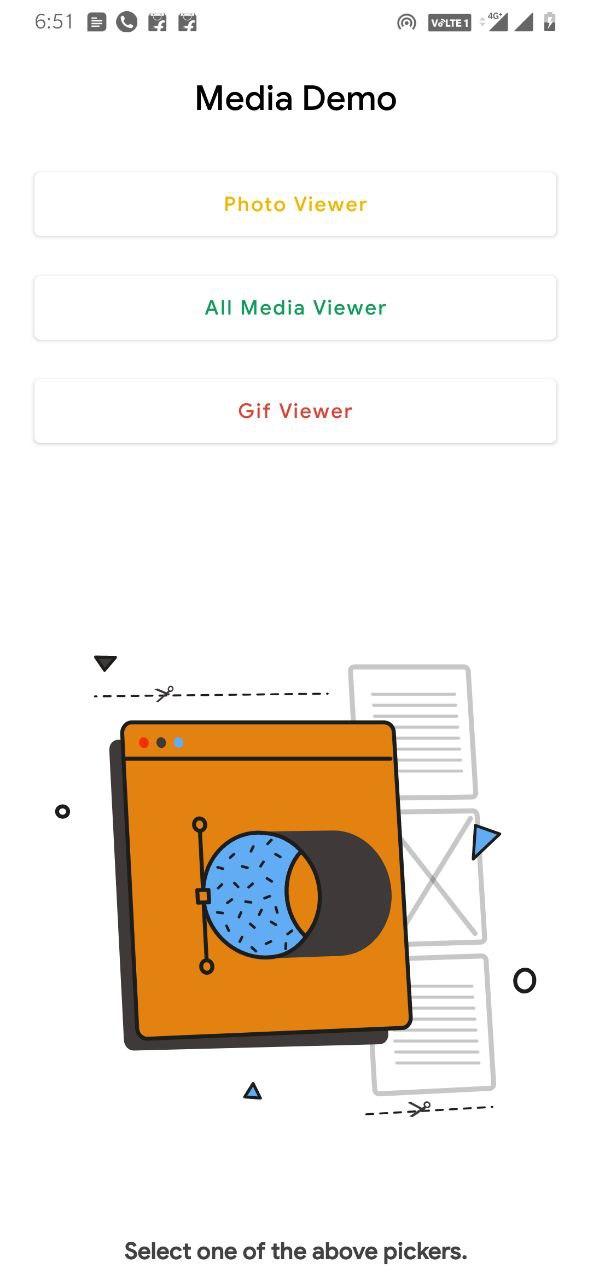 6:51
VoLTE 1
4G+
Media Demo
Photo Viewer
All Media Viewer
Gif Viewer
Select one of the above pickers.